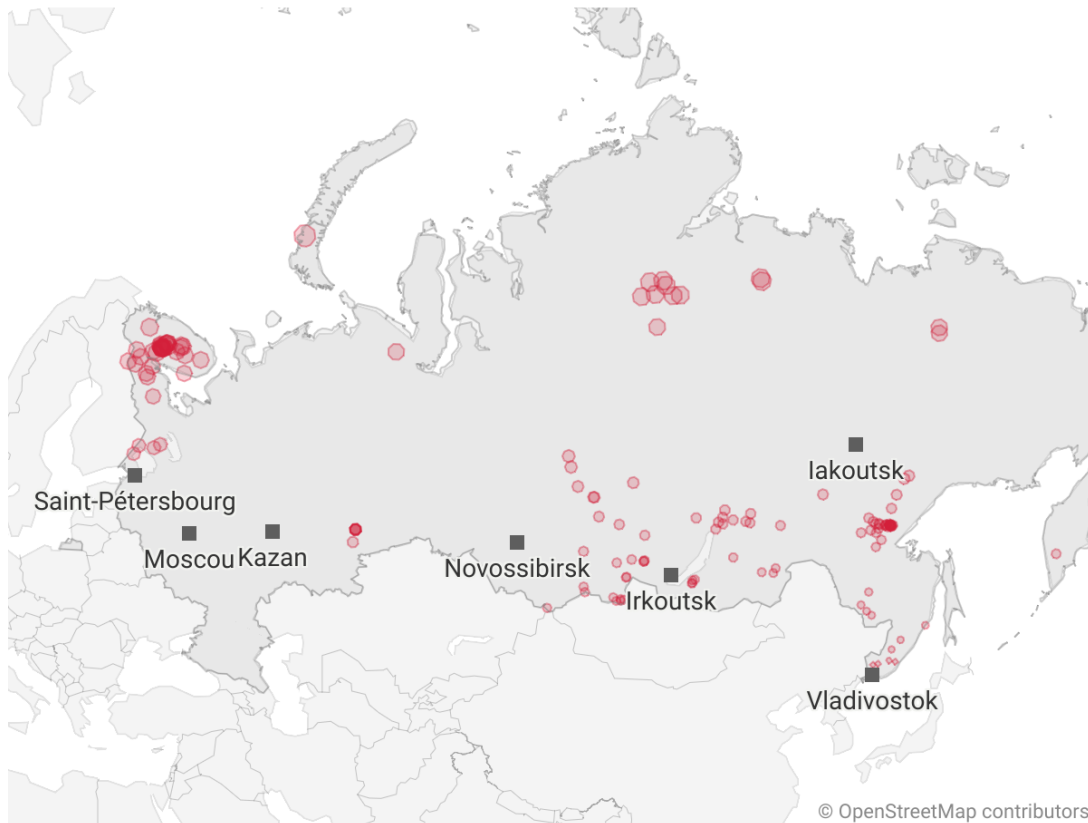 Iakoutsk
Saint-Pétersbourg
Moscou
Kazan
Novossibirsk
Irkoutsk
Vladivostok
© OpenStreetMap contributors